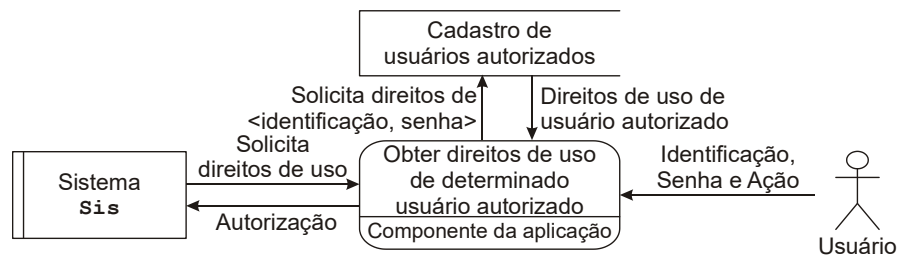 Cadastro de
usuários autorizados
Solicita direitos de
<identificação, senha>
Direitos de uso de
usuário autorizado
Solicita
direitos de uso
Sistema
Sis
Autorização
Obter direitos de uso
de determinado
usuário autorizado
Componente da aplicação
Identificação,
Senha e Ação
Usuário